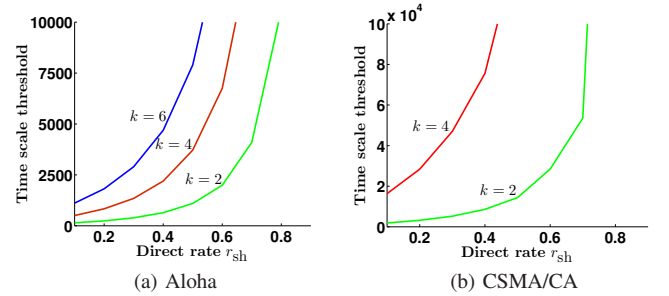 Time scale threshold
10000
7500
5000
2500
0
k = 6
k = 4
k = 2
0.2 0.4 0.6 0.8
Direct rate r_sh
(a) Aloha
Time scale threshold
10 x 10^4
8
6
4
2
0
k = 4
k = 2
0.2 0.4 0.6 0.8
Direct rate r_sh
(b) CSMA/CA